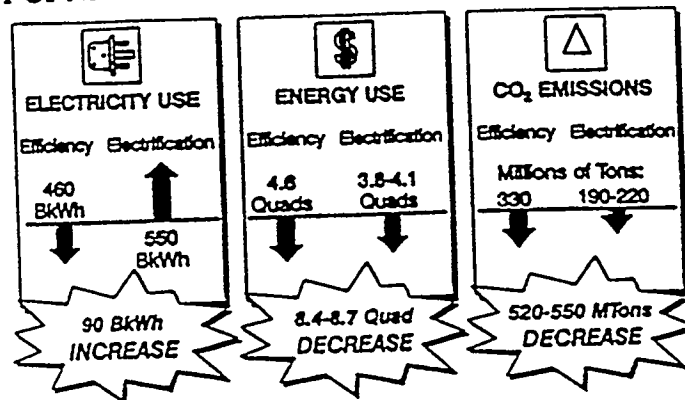 ELECTRICITY USE
Efficiency Electrification
460
BkWh
550
BkWh
90 BkWh
INCREASE
$
ENERGY USE
Efficiency Electrification
4.6 3.8-4.1
Quads Quads
8.4-8.7 Quad
DECREASE
CO₂ EMISSIONS
Efficiency Electrification
Millions of Tons:
330 190-220
520-550 MTons
DECREASE